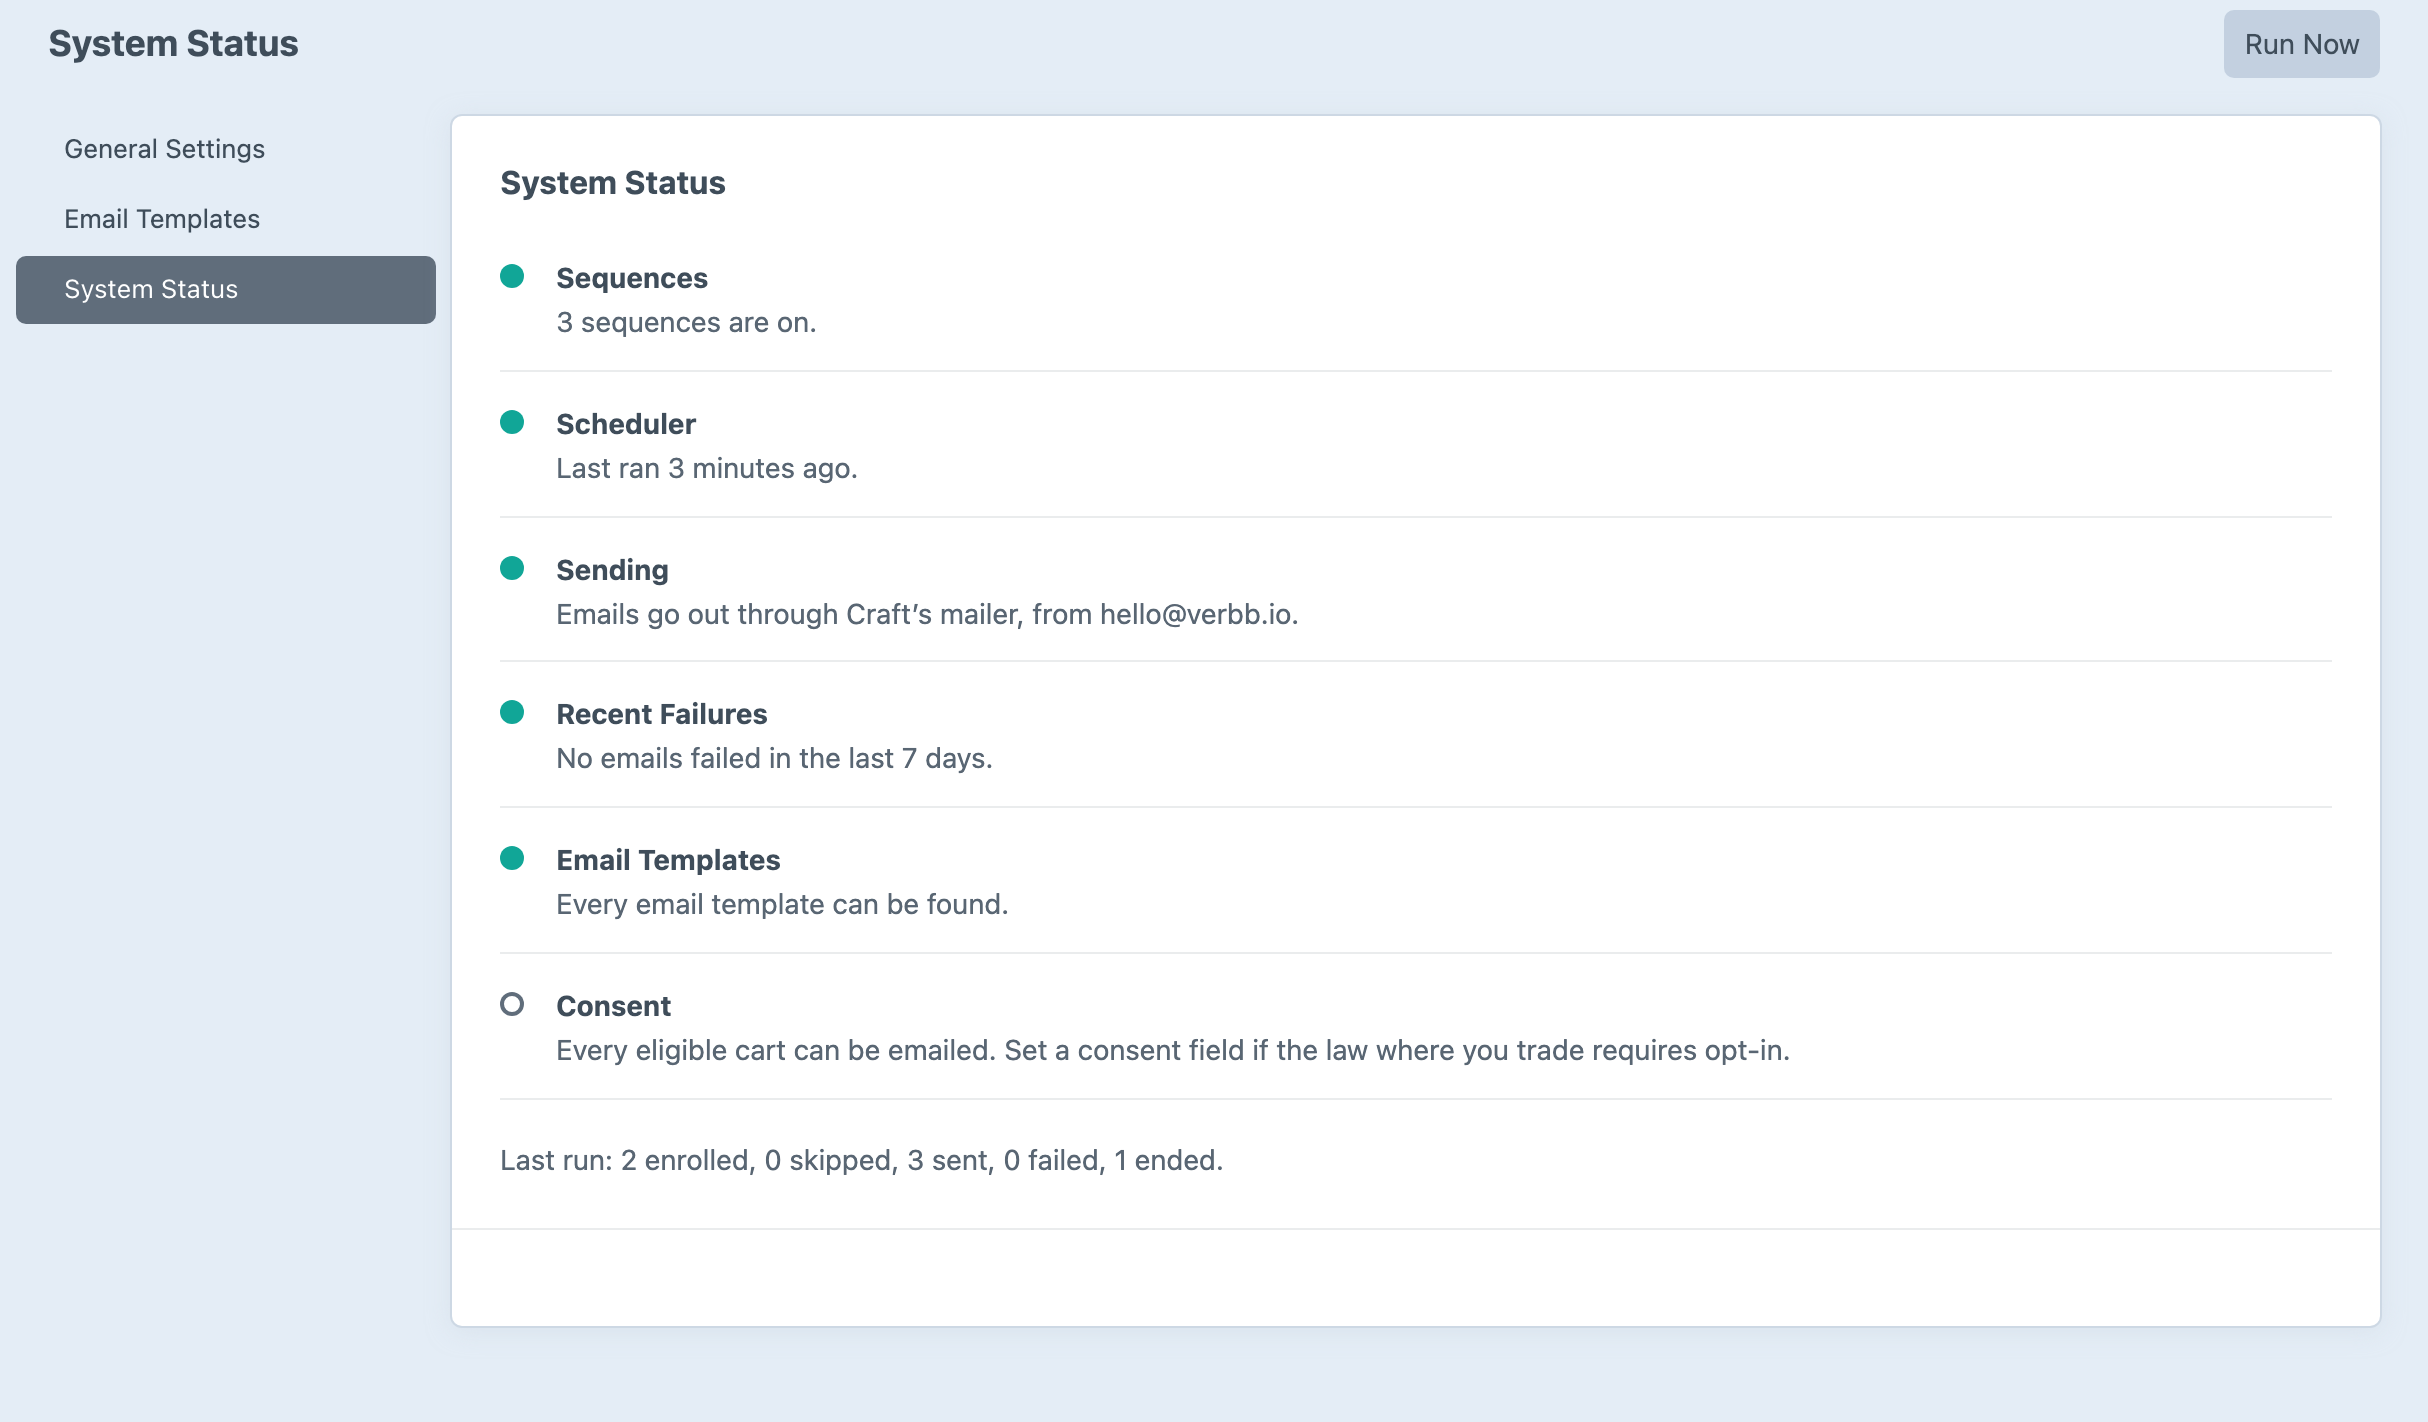 System Status
Run Now
General Settings
Email Templates
System Status
System Status
Sequences
3 sequences are on.
Scheduler
Last ran 3 minutes ago.
Sending
Emails go out through Craft’s mailer, from hello@verbb.io.
Recent Failures
No emails failed in the last 7 days.
Email Templates
Every email template can be found.
Consent
Every eligible cart can be emailed. Set a consent field if the law where you trade requires opt-in.
Last run: 2 enrolled, 0 skipped, 3 sent, 0 failed, 1 ended.